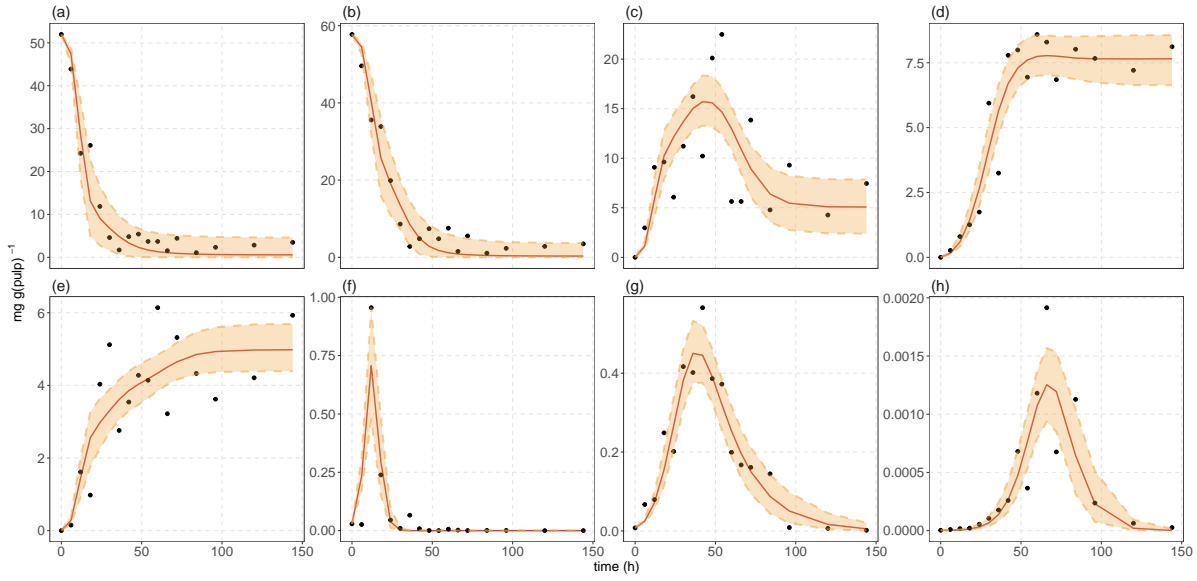 (a) (b) (c) (d)
50 60 20 7.5
40 40 15 5.0
30 20 10 2.5
20 0 5 0.0
10 0
0
mg g(pulp) ⁻¹
(e) (f) (g) (h)
6 1.00 0.4 0.0020
4 0.75 0.2 0.0015
2 0.50 0.0 0.0010
0 0.25 0.0005
0.00 0.0000
0 50 100 150 0 50 100 150 0 50 100 150 0 50 100 150
time (h)